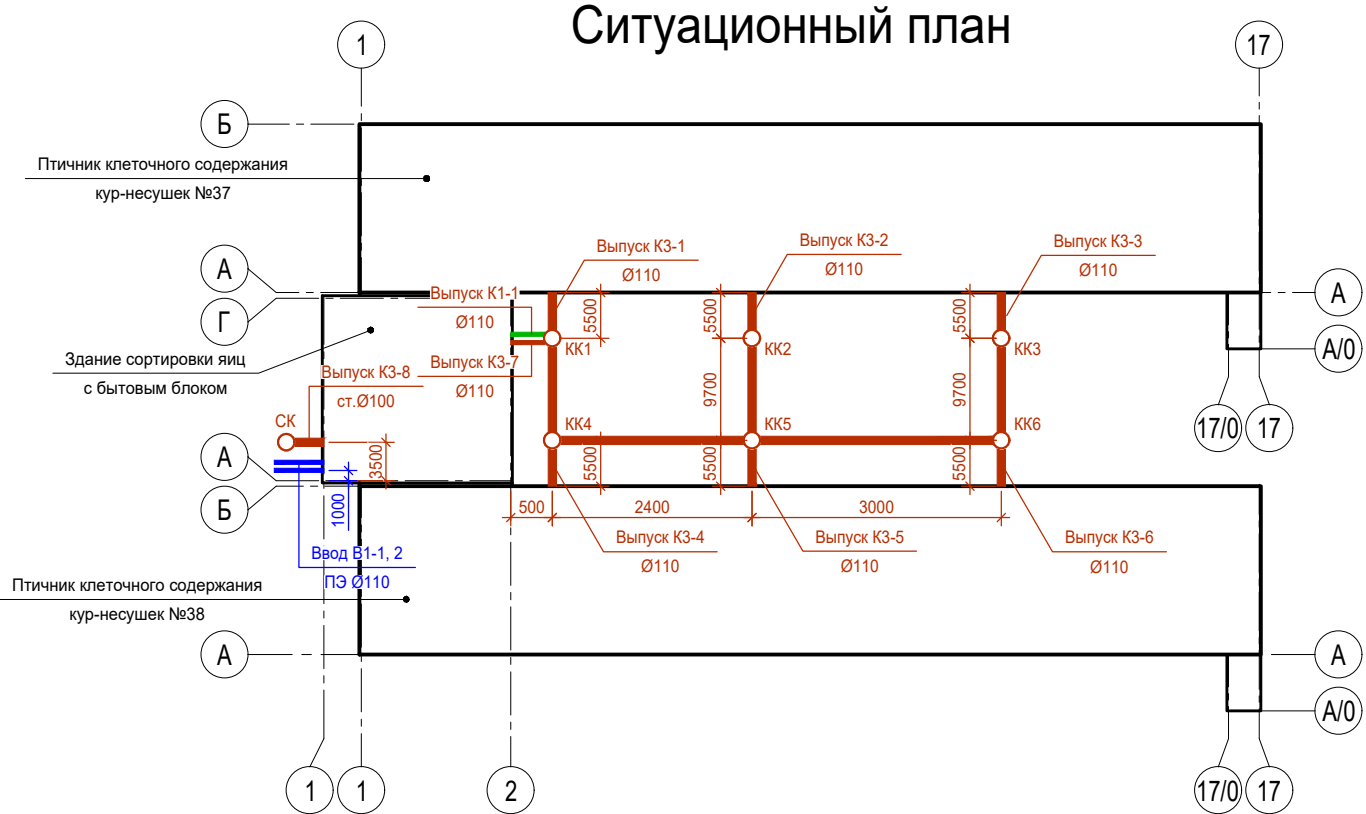 Ситуационный план
1
17
Б
Птичник клеточного содержания
кур-несушек №37
А
Г
Выпуск К3-1
Ø110
Выпуск К3-2
Ø110
Выпуск К3-3
Ø110
А
А/0
17/0
17
Выпуск К1-1
Ø110
5500
5500
5500
КК1
КК2
КК3
Здание сортировки яиц
с бытовым блоком
Выпуск К3-7
Ø110
Выпуск К3-8
ст.Ø100
9700
9700
СК
КК4
КК5
КК6
А
Б
3500
1000
5500
5500
5500
500
2400
3000
Ввод В1-1, 2
ПЭ Ø110
Выпуск К3-4
Ø110
Выпуск К3-5
Ø110
Выпуск К3-6
Ø110
Птичник клеточного содержания
кур-несушек №38
А
А
А/0
1
1
2
17/0
17